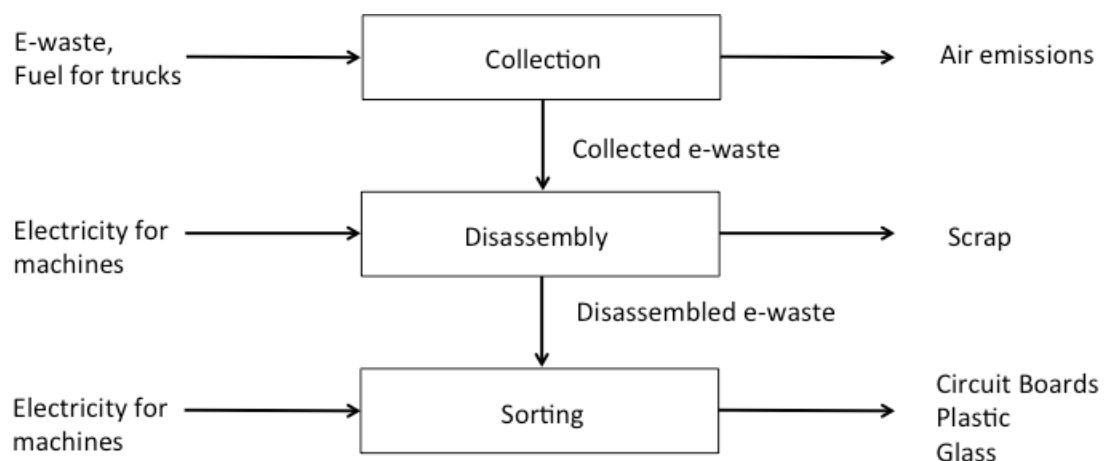 E-waste,
Fuel for trucks
Collection
Air emissions
Collected e-waste
Electricity for
machines
Disassembly
Scrap
Disassembled e-waste
Electricity for
machines
Sorting
Circuit Boards
Plastic
Glass